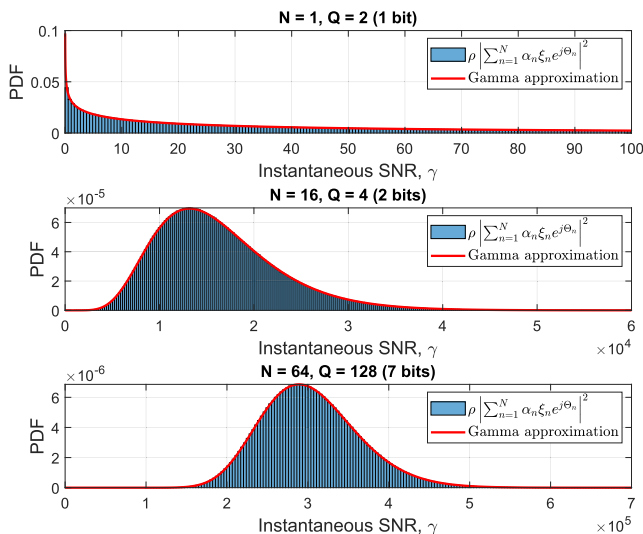 N = 1, Q = 2 (1 bit)
0.1
0.05
0
PDF
ρ |∑_{n=1}^{N} α_n ξ_n e^{jΘ_n}|^2
Gamma approximation
0 10 20 30 40 50 60 70 80 90 100
Instantaneous SNR, γ
N = 16, Q = 4 (2 bits)
×10^{-5}
6
4
2
0
PDF
ρ |∑_{n=1}^{N} α_n ξ_n e^{jΘ_n}|^2
Gamma approximation
0 1 2 3 4 5 6
×10^4
Instantaneous SNR, γ
N = 64, Q = 128 (7 bits)
×10^{-6}
6
4
2
0
PDF
ρ |∑_{n=1}^{N} α_n ξ_n e^{jΘ_n}|^2
Gamma approximation
0 1 2 3 4 5 6 7
×10^5
Instantaneous SNR, γ